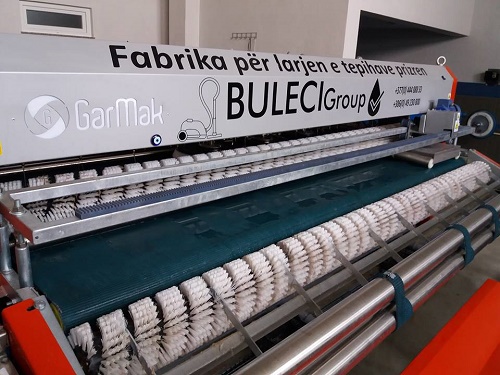 Fabrika për larjen e tepihave prizren
GarMak
BULECIGroup